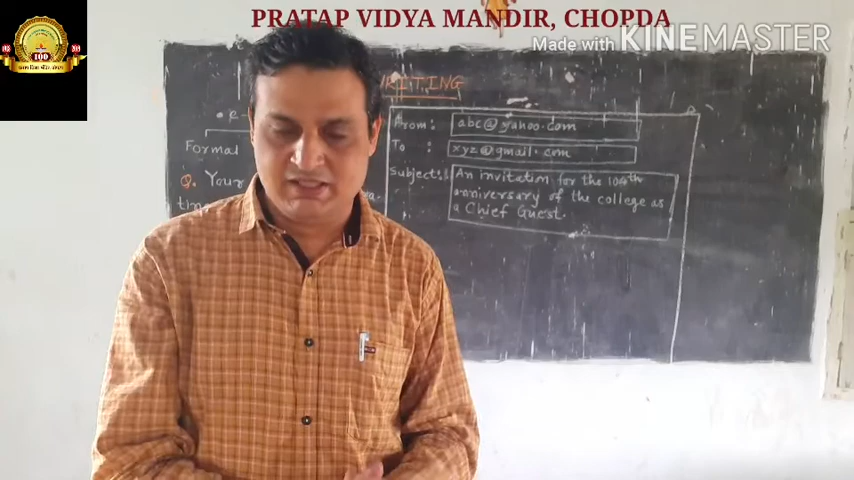 PRATAP VIDYA MANDIR, CHOPDA
Made with KINEMASTER
100
From: abc@yahoo.com
To : xyz@gmail.com
Subject: An invitation for the 104th
anniversary of the college as
a Chief Guest.
Formal
Q. Your